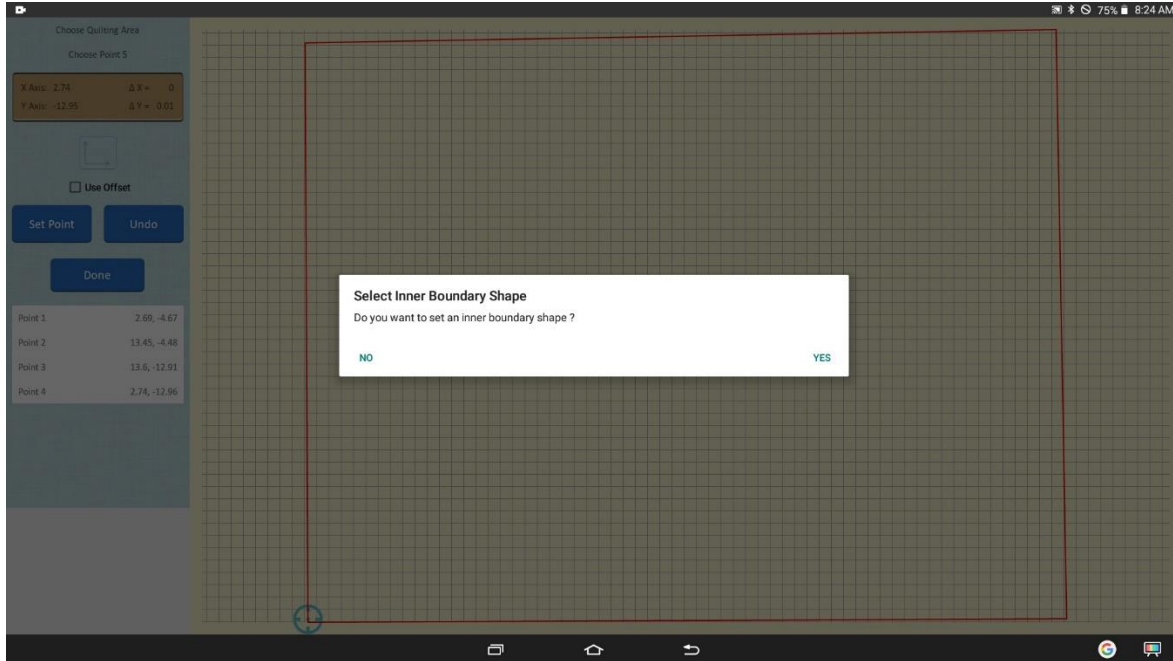 75% 8:24 AM
Choose Quilting Area
Choose Point 5
X Axis: 2.74 Δ X = 0
Y Axis: -12.95 Δ Y = 0.01
Use Offset
Set Point Undo
Done
Point 1 2.69, -4.67
Point 2 13.45, -4.48
Point 3 13.6, -12.91
Point 4 2.74, -12.96
Select Inner Boundary Shape
Do you want to set an inner boundary shape ?
NO YES